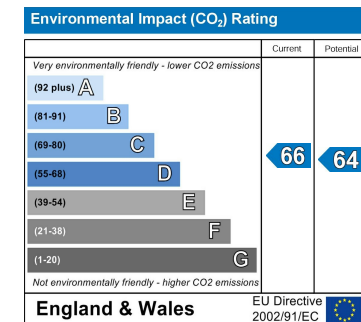 Environmental Impact (CO₂) Rating
Current Potential
Very environmentally friendly - lower CO2 emissions
(92 plus) A
(81-91) B
(69-80) C
(55-68) D
(39-54) E
(21-38) F
(1-20) G
66 64
Not environmentally friendly - higher CO2 emissions
England & Wales
EU Directive
2002/91/EC